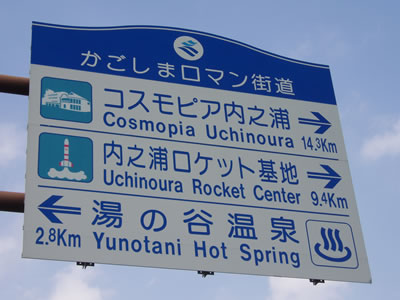 かごしまロマン街道
コスモピア内之浦
Cosmopia Uchinoura 14.3Km
内之浦ロケット基地
Uchinoura Rocket Center 9.4Km
湯の谷温泉
2.8Km Yunotani Hot Spring